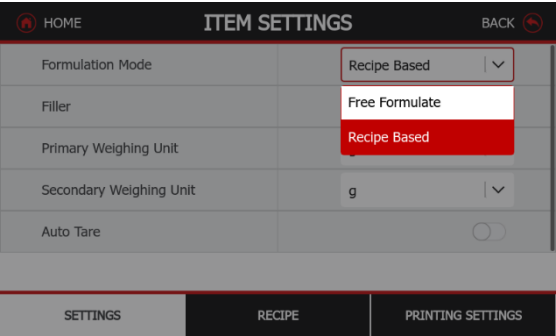 HOME
ITEM SETTINGS
BACK
Formulation Mode
Recipe Based
Free Formulate
Filler
Recipe Based
Primary Weighing Unit
Secondary Weighing Unit
g
Auto Tare
SETTINGS
RECIPE
PRINTING SETTINGS